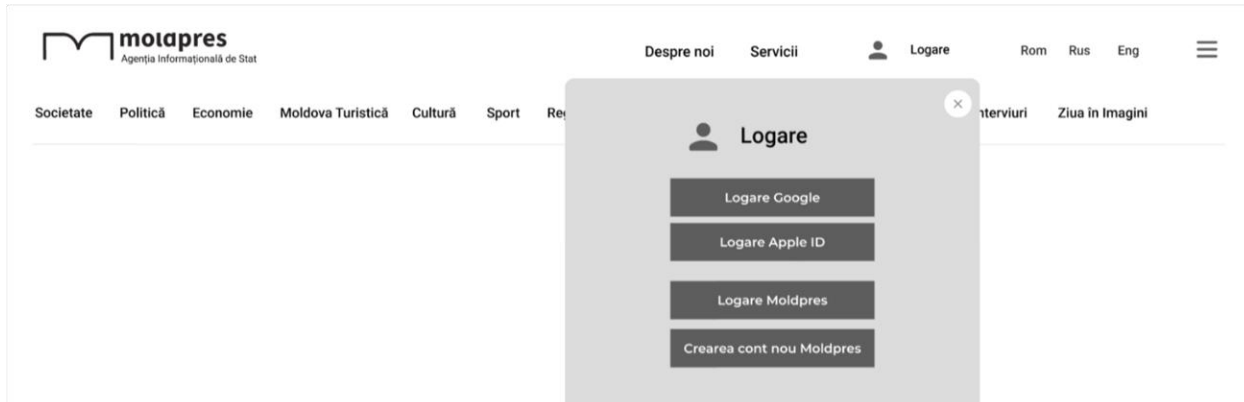 moldpres
Agenția Informațională de Stat
Despre noi Servicii Logare Rom Rus Eng
Societate Politică Economie Moldova Turistică Cultură Sport Ziua în Imagini
Logare
Logare Google
Logare Apple ID
Logare Moldpres
Crearea cont nou Moldpres